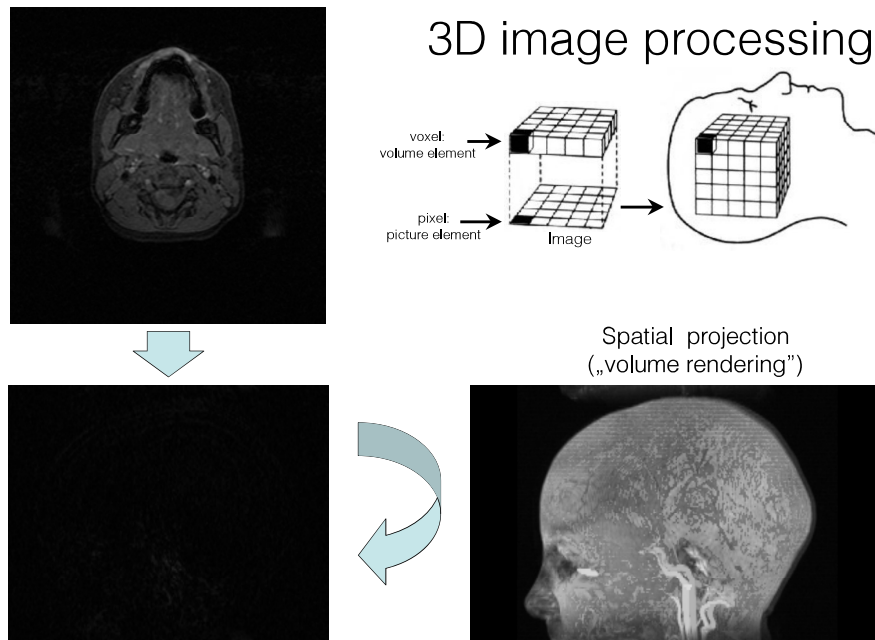 3D image processing
voxel:
volume element
pixel:
picture element
Image
Spatial projection
(„volume rendering”)